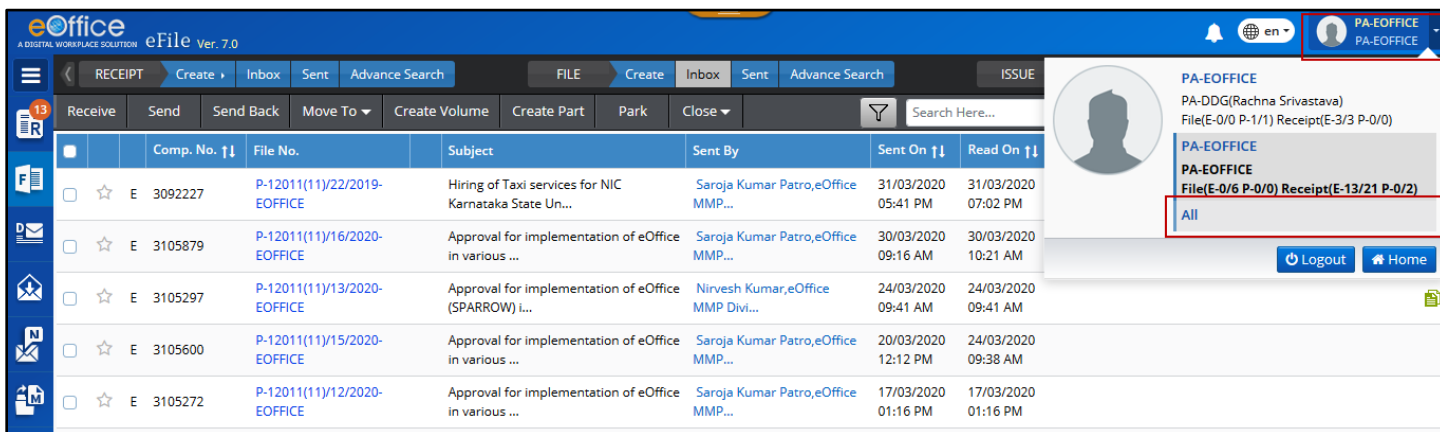 eOffice
A DIGITAL WORKPLACE SOLUTION eFile Ver. 7.0
en
PA-EOFFICE
PA-EOFFICE
RECEIPT Create Inbox Sent Advance Search FILE Create Inbox Sent Advance Search ISSUE
13
R
Receive Send Send Back Move To Close Create Volume Create Part Park Close Search Here...
Comp. No. File No. Subject Sent By Sent On Read On
E 3092227 P-12011(11)/22/2019- Hiring of Taxi services for NIC Saroja Kumar Patro,eOffice 31/03/2020 31/03/2020
EOFFICE Karnataka State Un... MMP... 05:41 PM 07:02 PM
E 3105879 P-12011(11)/16/2020- Approval for implementation of eOffice Saroja Kumar Patro,eOffice 30/03/2020 30/03/2020
EOFFICE in various ... MMP... 09:16 AM 10:21 AM
E 3105297 P-12011(11)/13/2020- Approval for implementation of eOffice Nirvesh Kumar,eOffice 24/03/2020 24/03/2020
EOFFICE (SPARROW) i... MMP Divi... 09:41 AM 09:41 AM
E 3105600 P-12011(11)/15/2020- Approval for implementation of eOffice Saroja Kumar Patro,eOffice 20/03/2020 24/03/2020
EOFFICE in various ... MMP... 12:12 PM 09:38 AM
E 3105272 P-12011(11)/12/2020- Approval for implementation of eOffice Saroja Kumar Patro,eOffice 17/03/2020 17/03/2020
EOFFICE in various ... MMP... 01:16 PM 01:16 PM
F
D
N
M
PA-EOFFICE
PA-DDG(Rachna Srivastava)
File(E-0/0 P-1/1) Receipt(E-3/3 P-0/0)
PA-EOFFICE
PA-EOFFICE
File(E-0/6 P-0/0) Receipt(E-13/21 P-0/2)
All
Logout Home